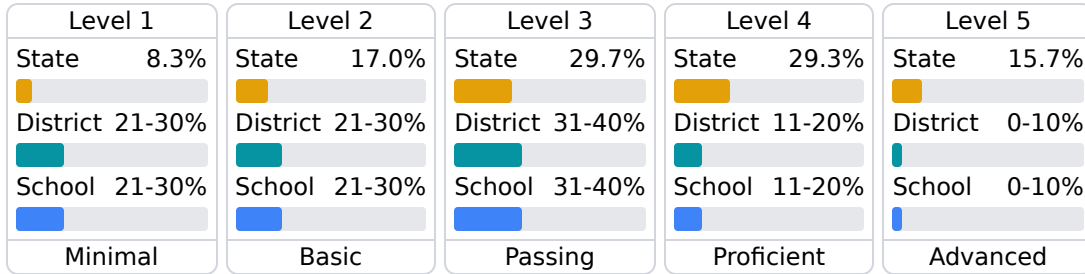 Level 1
State 8.3%
District 21-30%
School 21-30%
Minimal
Level 2
State 17.0%
District 21-30%
School 21-30%
Basic
Level 3
State 29.7%
District 31-40%
School 31-40%
Passing
Level 4
State 29.3%
District 11-20%
School 11-20%
Proficient
Level 5
State 15.7%
District 0-10%
School 0-10%
Advanced